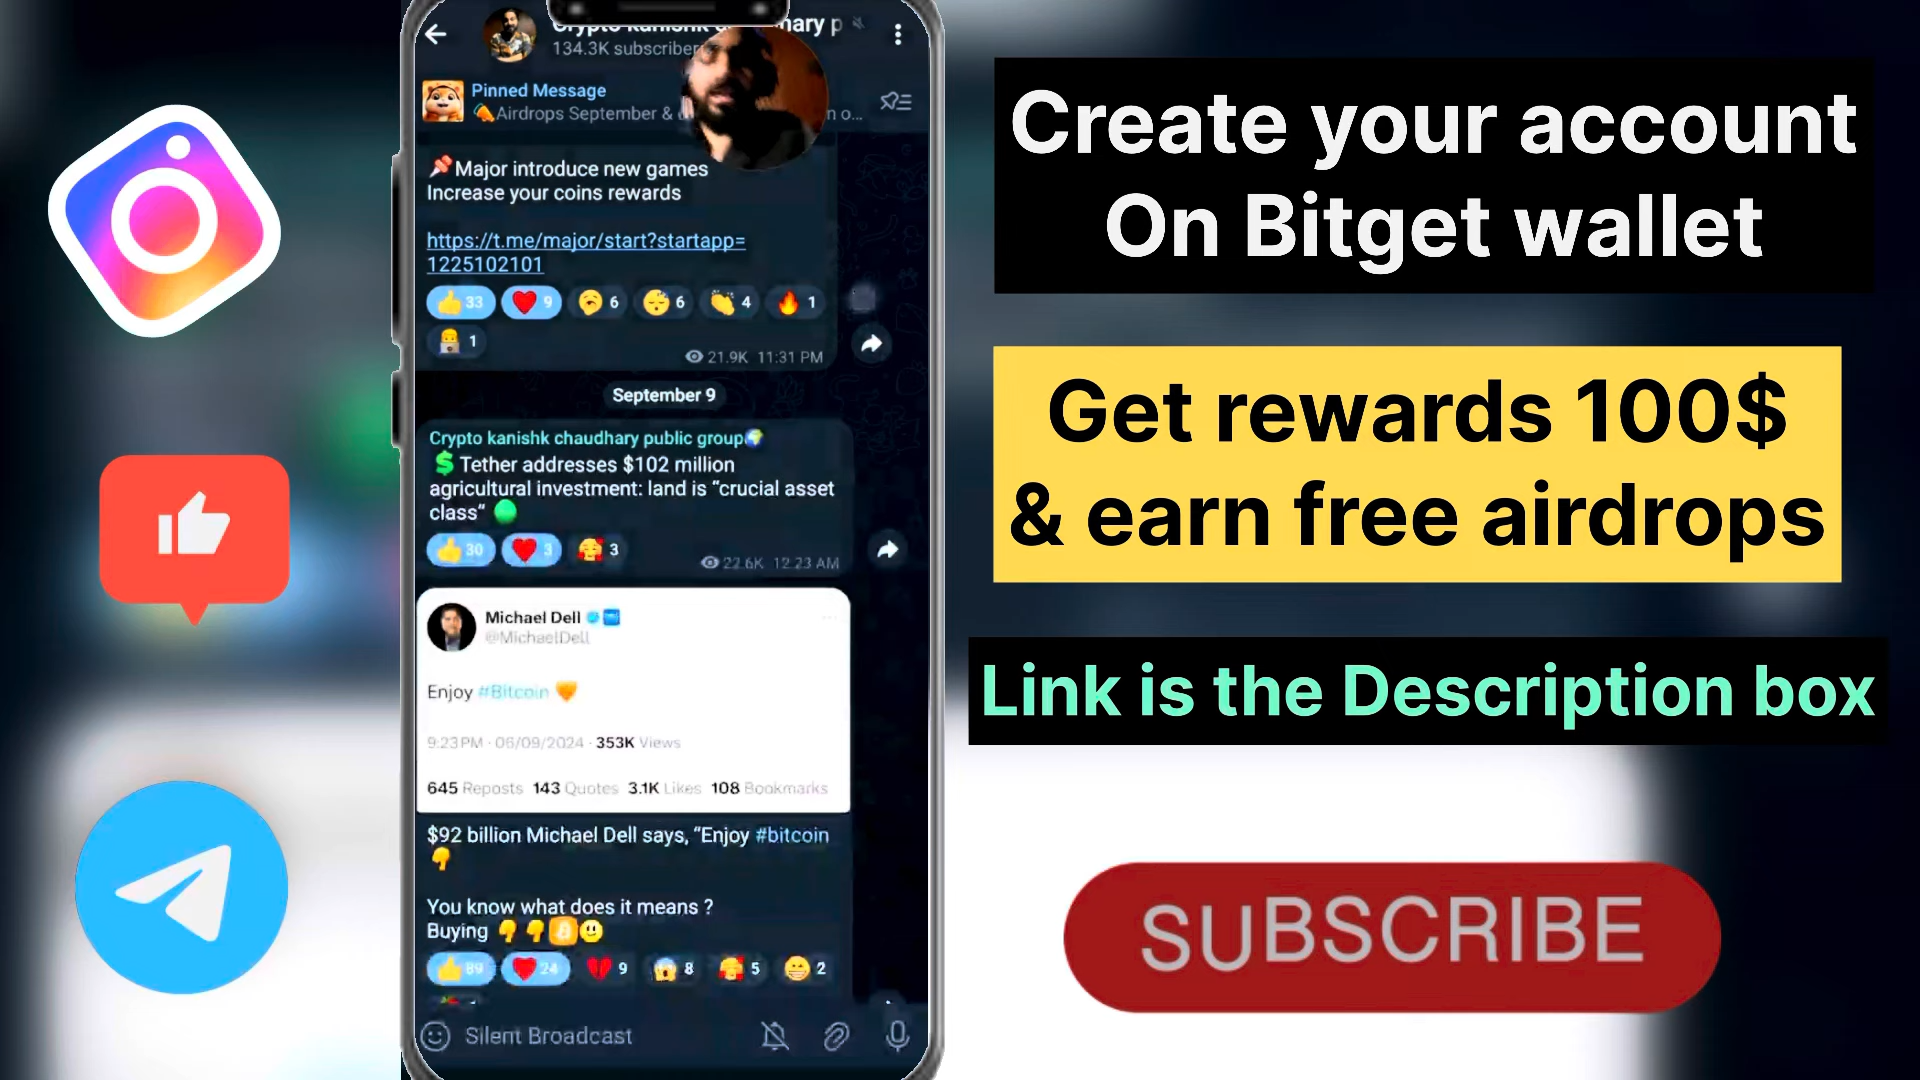 134.3K subscriber
Pinned Message
Airdrops September &
n o...
Major introduce new games
Increase your coins rewards
https://t.me/major/start?startapp=
1225102101
33 9 6 6 4 1
1
21.9K 11:31 PM
September 9
Crypto kanishk chaudhary public group
Tether addresses $102 million
agricultural investment: land is “crucial asset
class“
30 3 3
22.6K 12:23 AM
Michael Dell
@MichaelDell
Enjoy #Bitcoin
9:23 PM · 06/09/2024 · 353K Views
645 Reposts 143 Quotes 3.1K Likes 108 Bookmarks
$92 billion Michael Dell says, “Enjoy #bitcoin
You know what does it means ?
Buying
89 24 9 8 5 2
Silent Broadcast
Create your account
On Bitget wallet
Get rewards 100$
& earn free airdrops
Link is the Description box
SUBSCRIBE